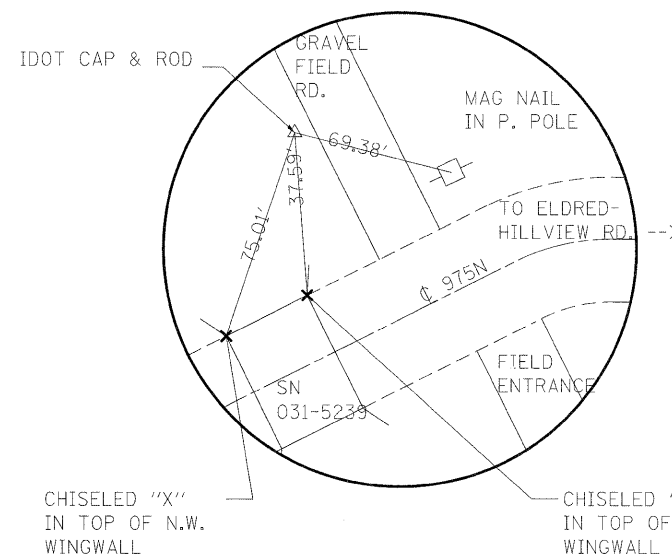 IDOT CAP & ROD
GRAVEL
FIELD
RD.
MAG NAIL
IN P. POLE
69.38'
37.59'
75.01'
TO ELDRED-
HILLVIEW RD. -->
℄ 975N
SN
031-5239
FIELD
ENTRANCE
CHISELED "X"
IN TOP OF N.W.
WINGWALL
CHISELED "
IN TOP OF
WINGWALL